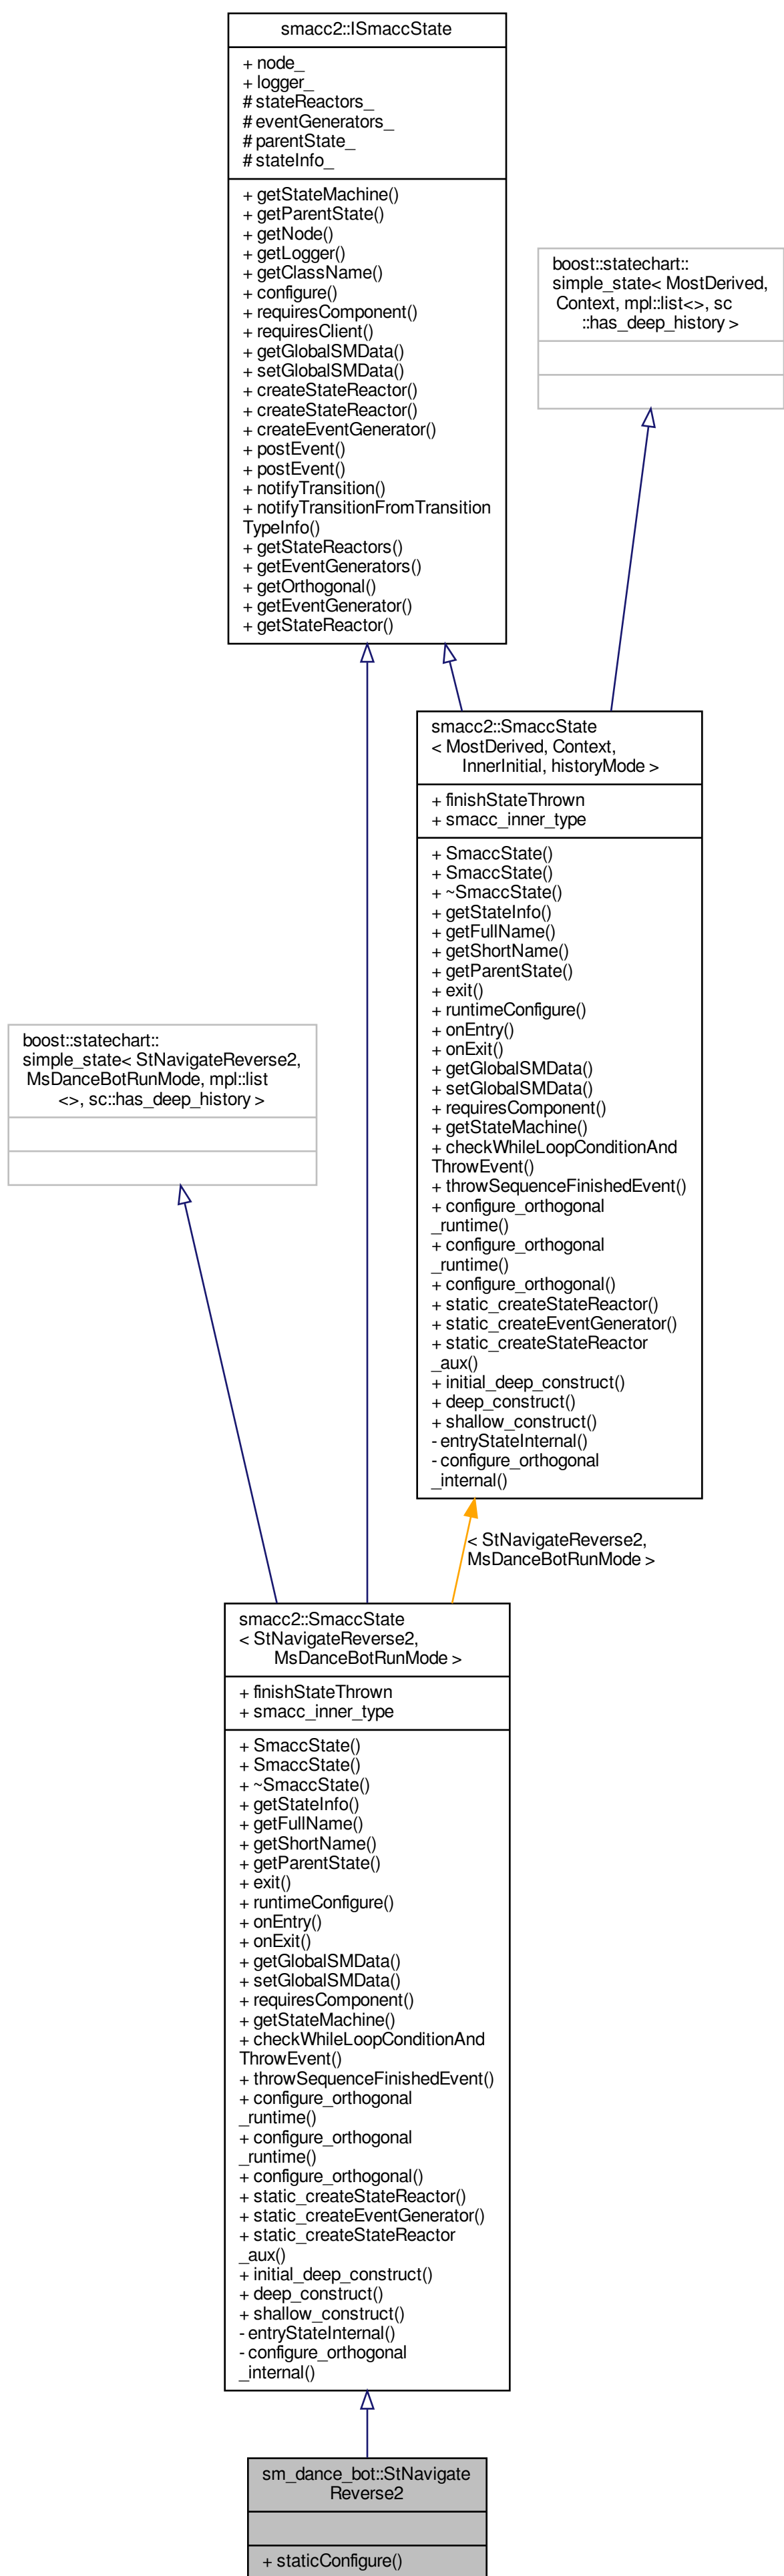 smacc2::ISmaccState
+ node_
+ logger_
# stateReactors_
# eventGenerators_
# parentState_
# stateInfo_
+ getStateMachine()
+ getParentState()
+ getNode()
+ getLogger()
+ getClassName()
+ configure()
+ requiresComponent()
+ requiresClient()
+ getGlobalSMData()
+ setGlobalSMData()
+ createStateReactor()
+ createStateReactor()
+ createEventGenerator()
+ postEvent()
+ postEvent()
+ notifyTransition()
+ notifyTransitionFromTransition
TypeInfo()
+ getStateReactors()
+ getEventGenerators()
+ getOrthogonal()
+ getEventGenerator()
+ getStateReactor()
boost::statechart::
simple_state< MostDerived,
Context, mpl::list<>, sc
::has_deep_history >
smacc2::SmaccState
< MostDerived, Context,
InnerInitial, historyMode >
+ finishStateThrown
+ smacc_inner_type
+ SmaccState()
+ SmaccState()
+ ~SmaccState()
+ getStateInfo()
+ getFullName()
+ getShortName()
+ getParentState()
+ exit()
+ runtimeConfigure()
+ onEntry()
+ onExit()
+ getGlobalSMData()
+ setGlobalSMData()
+ requiresComponent()
+ getStateMachine()
+ checkWhileLoopConditionAnd
ThrowEvent()
+ throwSequenceFinishedEvent()
+ configure_orthogonal
_runtime()
+ configure_orthogonal
_runtime()
+ configure_orthogonal()
+ static_createStateReactor()
+ static_createEventGenerator()
+ static_createStateReactor
_aux()
+ initial_deep_construct()
+ deep_construct()
+ shallow_construct()
- entryStateInternal()
- configure_orthogonal
_internal()
boost::statechart::
simple_state< StNavigateReverse2,
MsDanceBotRunMode, mpl::list
<>, sc::has_deep_history >
< StNavigateReverse2,
MsDanceBotRunMode >
smacc2::SmaccState
< StNavigateReverse2,
MsDanceBotRunMode >
+ finishStateThrown
+ smacc_inner_type
+ SmaccState()
+ SmaccState()
+ ~SmaccState()
+ getStateInfo()
+ getFullName()
+ getShortName()
+ getParentState()
+ exit()
+ runtimeConfigure()
+ onEntry()
+ onExit()
+ getGlobalSMData()
+ setGlobalSMData()
+ requiresComponent()
+ getStateMachine()
+ checkWhileLoopConditionAnd
ThrowEvent()
+ throwSequenceFinishedEvent()
+ configure_orthogonal
_runtime()
+ configure_orthogonal
_runtime()
+ configure_orthogonal()
+ static_createStateReactor()
+ static_createEventGenerator()
+ static_createStateReactor
_aux()
+ initial_deep_construct()
+ deep_construct()
+ shallow_construct()
- entryStateInternal()
- configure_orthogonal
_internal()
sm_dance_bot::StNavigate
Reverse2
+ staticConfigure()